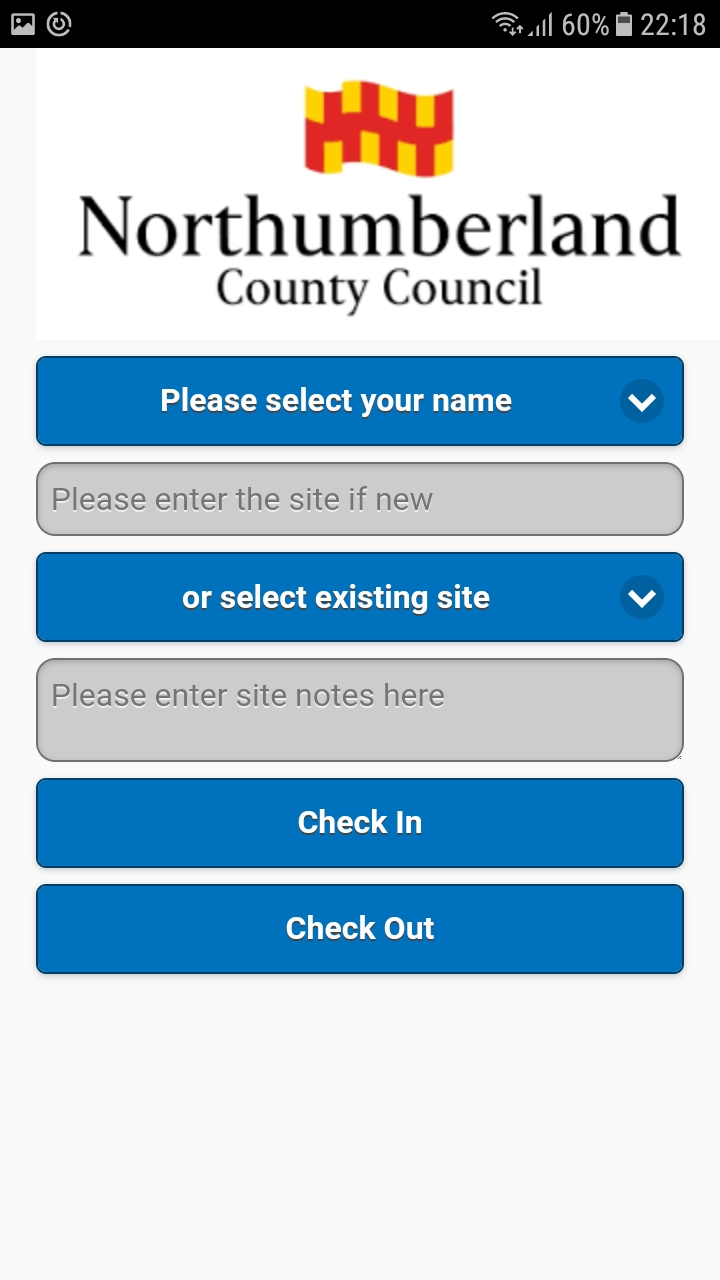 60% 22:18
Northumberland
County Council
Please select your name
Please enter the site if new
or select existing site
Please enter site notes here
Check In
Check Out